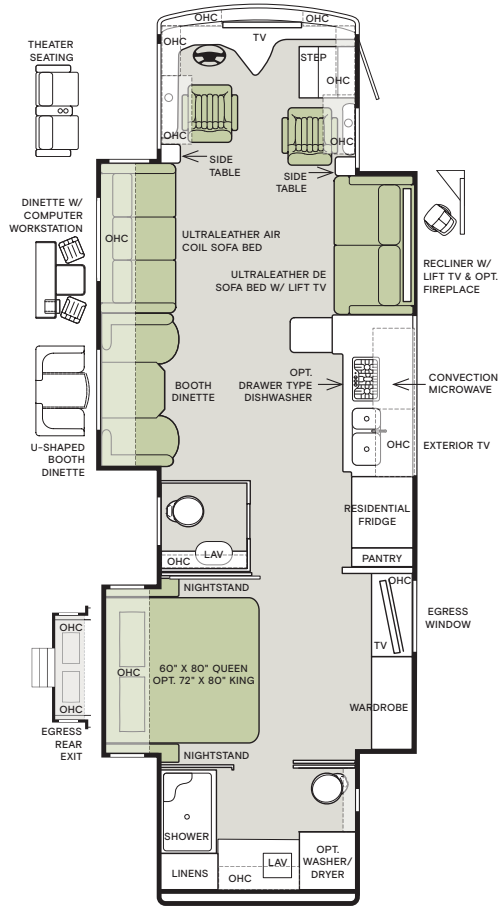 OHC
OHC
THEATER
SEATING
OHC
TV
STEP
OHC
OHC
OHC
SIDE
TABLE
SIDE
TABLE
DINETTE W/
COMPUTER
WORKSTATION
OHC
ULTRALEATHER AIR
COIL SOFA BED
ULTRALEATHER DE
SOFA BED W/ LIFT TV
RECLINER W/
LIFT TV & OPT.
FIREPLACE
OPT.
DRAWER TYPE
DISHWASHER
CONVECTION
MICROWAVE
BOOTH
DINETTE
U-SHAPED
BOOTH
DINETTE
OHC
EXTERIOR TV
RESIDENTIAL
FRIDGE
LAV
OHC
PANTRY
NIGHTSTAND
OHC
EGRESS
WINDOW
OHC
TV
60" X 80" QUEEN
OPT. 72" X 80" KING
OHC
OHC
WARDROBE
EGRESS
REAR
EXIT
NIGHTSTAND
SHOWER
LINENS
OHC
LAV
OPT.
WASHER/
DRYER